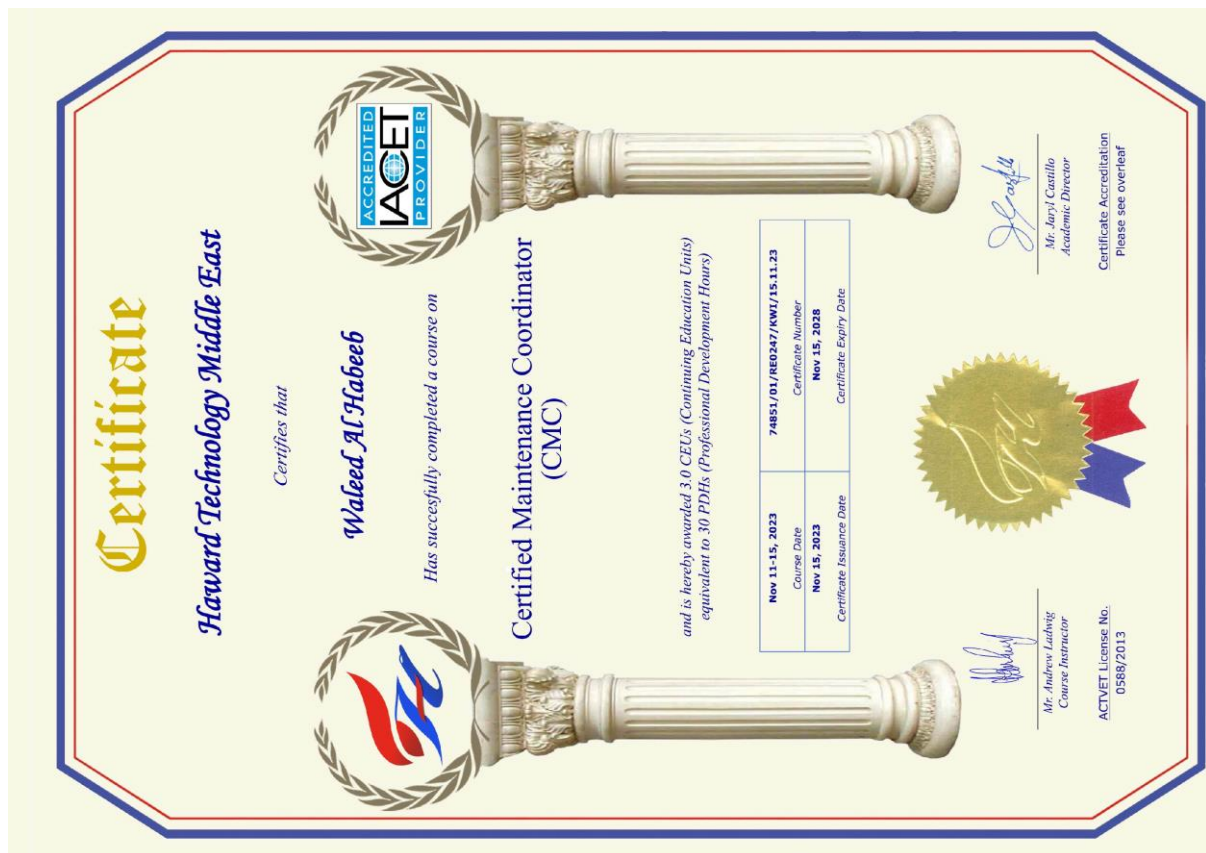 Certificate
Haward Technology Middle East
Certifies that
ACCREDITED
IACET
PROVIDER
Waleed Al Habeeb
Has succesfully completed a course on
Certified Maintenance Coordinator
(CMC)
and is hereby awarded 3.0 CEUs (Continuing Education Units)
equivalent to 30 PDHs (Professional Development Hours)
Nov 11-15, 2023 74851/01/RE0247/KWI/15.11.23
Course Date Certificate Number
Nov 15, 2023 Nov 15, 2028
Certificate Issuance Date Certificate Expiry Date
Mr. Andrew Ladwig
Course Instructor
Mr. Jaryl Castillo
Academic Director
ACTVET License No.
0588/2013
Certificate Accreditation
Please see overleaf